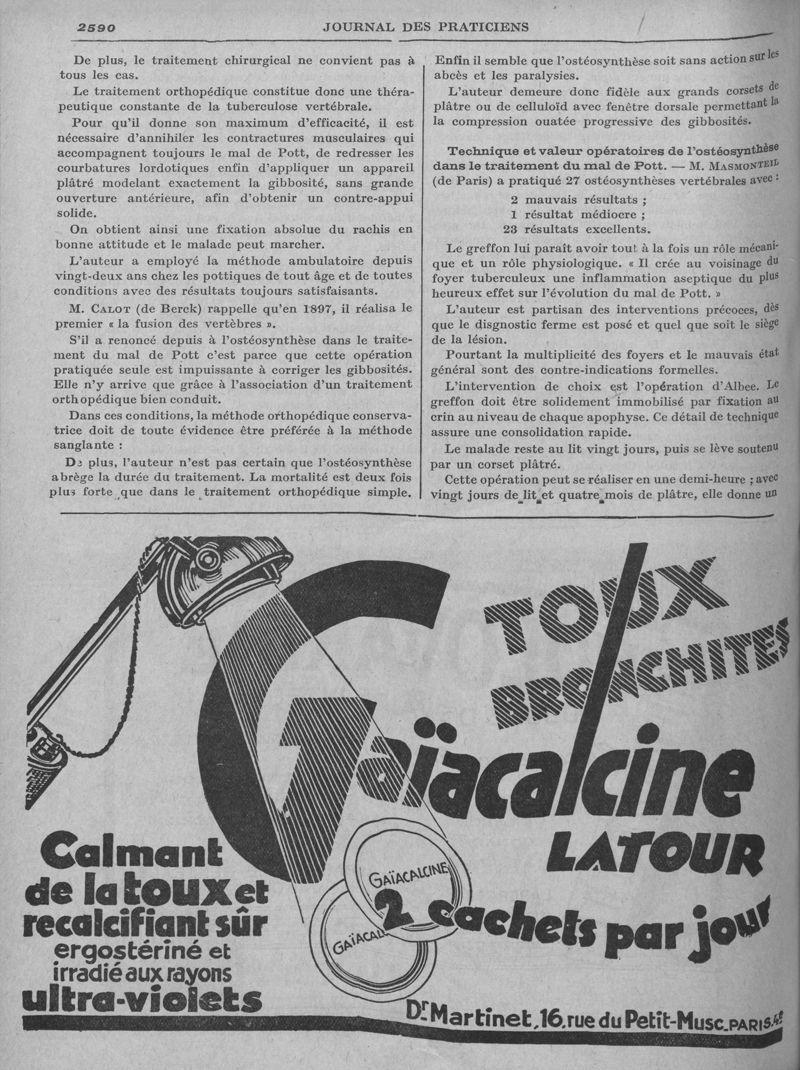 2590
JOURNAL DES PRATICIENS
De plus, le traitement chirurgical ne convient pas à
tous les cas.
Le traitement orthopédique constitue donc une théra-
peutique constante de la tuberculose vertébrale.
Pour qu'il donne son maximum d'efficacité, il est
nécessaire d'annihiler les contractures musculaires qui
accompagnent toujours le mal de Pott, de redresser les
courbatures lordotiques enfin d'appliquer un appareil
plâtré modelant exactement la gibbosité, sans grande
ouverture antérieure, afin d'obtenir un contre-appui
solide.
On obtient ainsi une fixation absolue du rachis en
bonne attitude et le malade peut marcher.
L'auteur a employé la méthode ambulatoire depuis
vingt-deux ans chez les pottiques de tout âge et de toutes
conditions avec des résultats toujours satisfaisants.
M. CALOT (de Berck) rappelle qu'en 1897, il réalisa le
premier « la fusion des vertèbres ».
S'il a renoncé depuis à l'ostéosynthèse dans le traite-
ment du mal de Pott c'est parce que cette opération
pratiquée seule est impuissante à corriger les gibbosités.
Elle n'y arrive que grâce à l'association d'un traitement
orthopédique bien conduit.
Dans ces conditions, la méthode orthopédique conserva-
trice doit de toute évidence être préférée à la méthode
sanglante :
De plus, l'auteur n'est pas certain que l'ostéosynthèse
abrège la durée du traitement. La mortalité est deux fois
plus forte que dans le traitement orthopédique simple.
Enfin il semble que l'ostéosynthèse soit sans action sur les
abcès et les paralysies.
L'auteur demeure donc fidèle aux grands corsets de
plâtre ou de celluloïd avec fenêtre dorsale permettant la
la compression ouatée progressive des gibbosités.
Technique et valeur opératoires de l'ostéosynthèse
dans le traitement du mal de Pott. — M. MASMONTEIL
(de Paris) a pratiqué 27 ostéosynthèses vertébrales avec :
2 mauvais résultats ;
1 résultat médiocre ;
23 résultats excellents.
Le greffon lui paraît avoir tout à la fois un rôle mécani-
que et un rôle physiologique. « Il crée au voisinage du
foyer tuberculeux une inflammation aseptique du plus
heureux effet sur l'évolution du mal de Pott. »
L'auteur est partisan des interventions précoces, dès
que le disgnostic ferme est posé et quel que soit le siège
de la lésion.
Pourtant la multiplicité des foyers et le mauvais état
général sont des contre-indications formelles.
L'intervention de choix est l'opération d'Albee. Le
greffon doit être solidement immobilisé par fixation au
crin au niveau de chaque apophyse. Ce détail de technique
assure une consolidation rapide.
Le malade reste au lit vingt jours, puis se lève soutenu
par un corset plâtré.
Cette opération peut se réaliser en une demi-heure ; avec
vingt jours de lit et quatre mois de plâtre, elle donne un
TOUX
BRONCHITES
Gaïacalcine
LATOUR
Calmant
de la toux et
recalcifiant sûr
ergostériné et
irradié aux rayons
ultra-violets
GAÏACALCINE
GAÏACAL
2 cachets par jour
Dr Martinet, 16, rue du Petit-Musc. PARIS. 4e